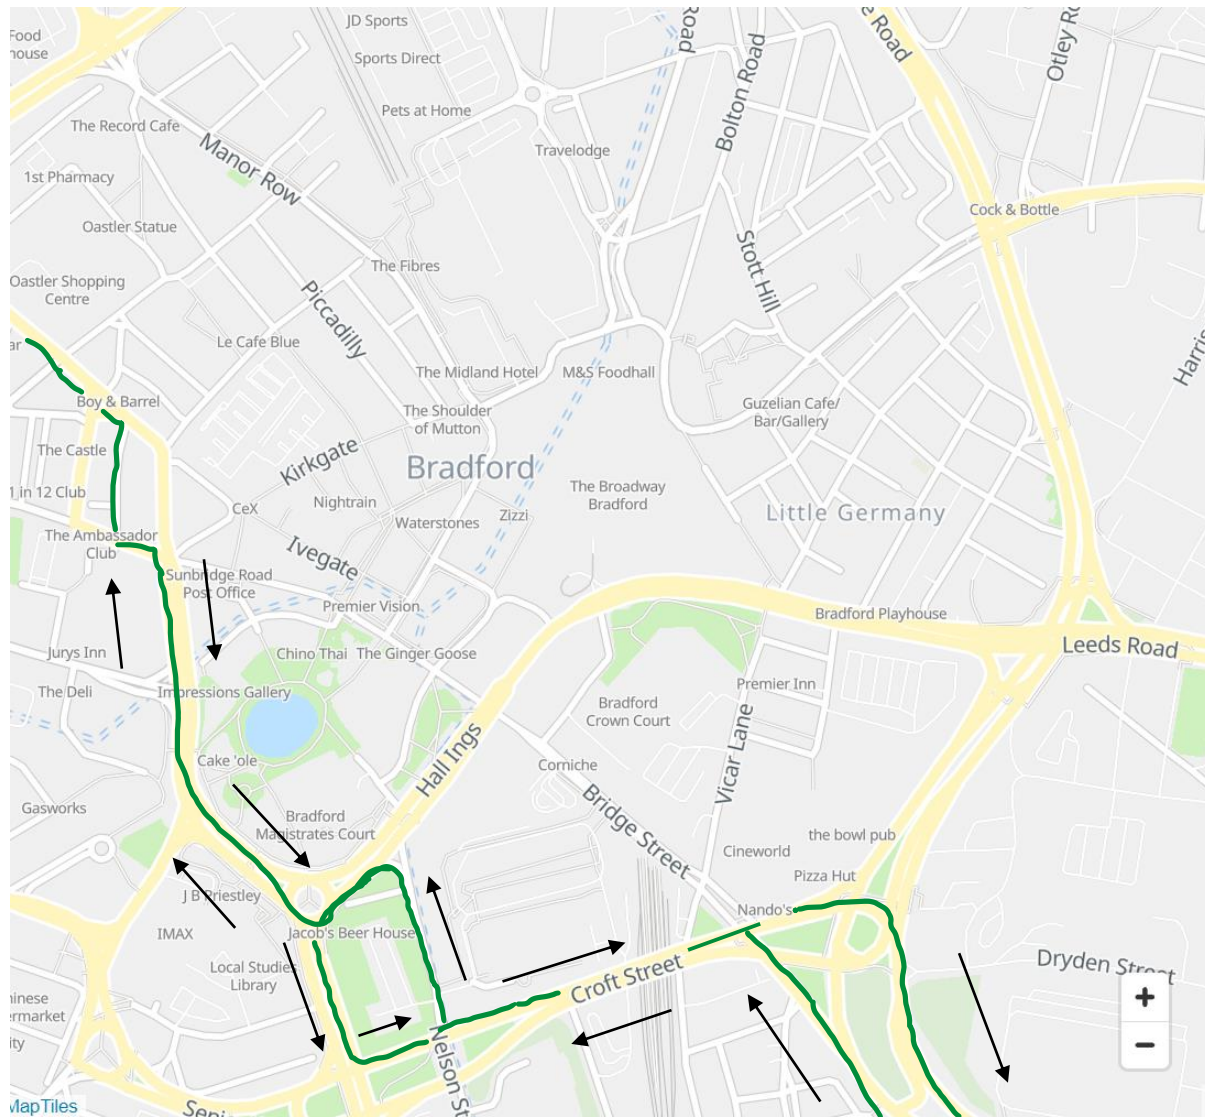 JD Sports
Food
house
Sports Direct
Road
e Road
Otley Ro
Bolton Road
Pets at Home
The Record Cafe
Manor Row
Travelodge
1st Pharmacy
Cock & Bottle
Oastler Statue
Stott Hill
The Fibres
Oastler Shopping
Centre
Piccadilly
Harris
ar
Le Cafe Blue
The Midland Hotel
M&S Foodhall
Boy & Barrel
The Shoulder
of Mutton
Guzelian Cafe/
Bar/Gallery
The Castle
Kirkgate
Bradford
1 in 12 Club
CeX
Nightrain
The Broadway
Bradford
Waterstones
Zizzi
Little Germany
The Ambassador
Club
Ivegate
Sunbridge Road
Post Office
Premier Vision
Bradford Playhouse
Leeds Road
Jurys Inn
Chino Thai
The Ginger Goose
The Deli
Impressions Gallery
Premier Inn
Bradford
Crown Court
Hall Ings
Vicar Lane
Cake 'ole
Corniche
Gasworks
Bradford
Magistrates Court
Bridge Street
the bowl pub
Cineworld
Pizza Hut
J B Priestley
Nando's
IMAX
Jacob's Beer House
Local Studies
Library
Croft Street
Dryden Street
hinese
ermarket
ity
+
−
Nelson St
MapTiles